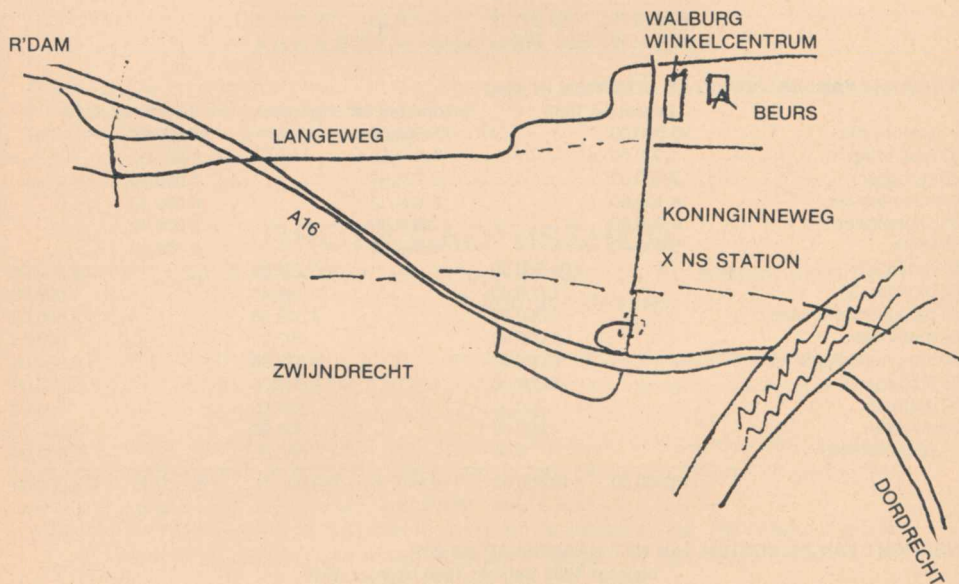 WALBURG
WINKELCENTRUM
R'DAM
BEURS
LANGEWEG
A16
KONINGINNEWEG
X NS STATION
ZWIJNDRECHT
DORDRECHT